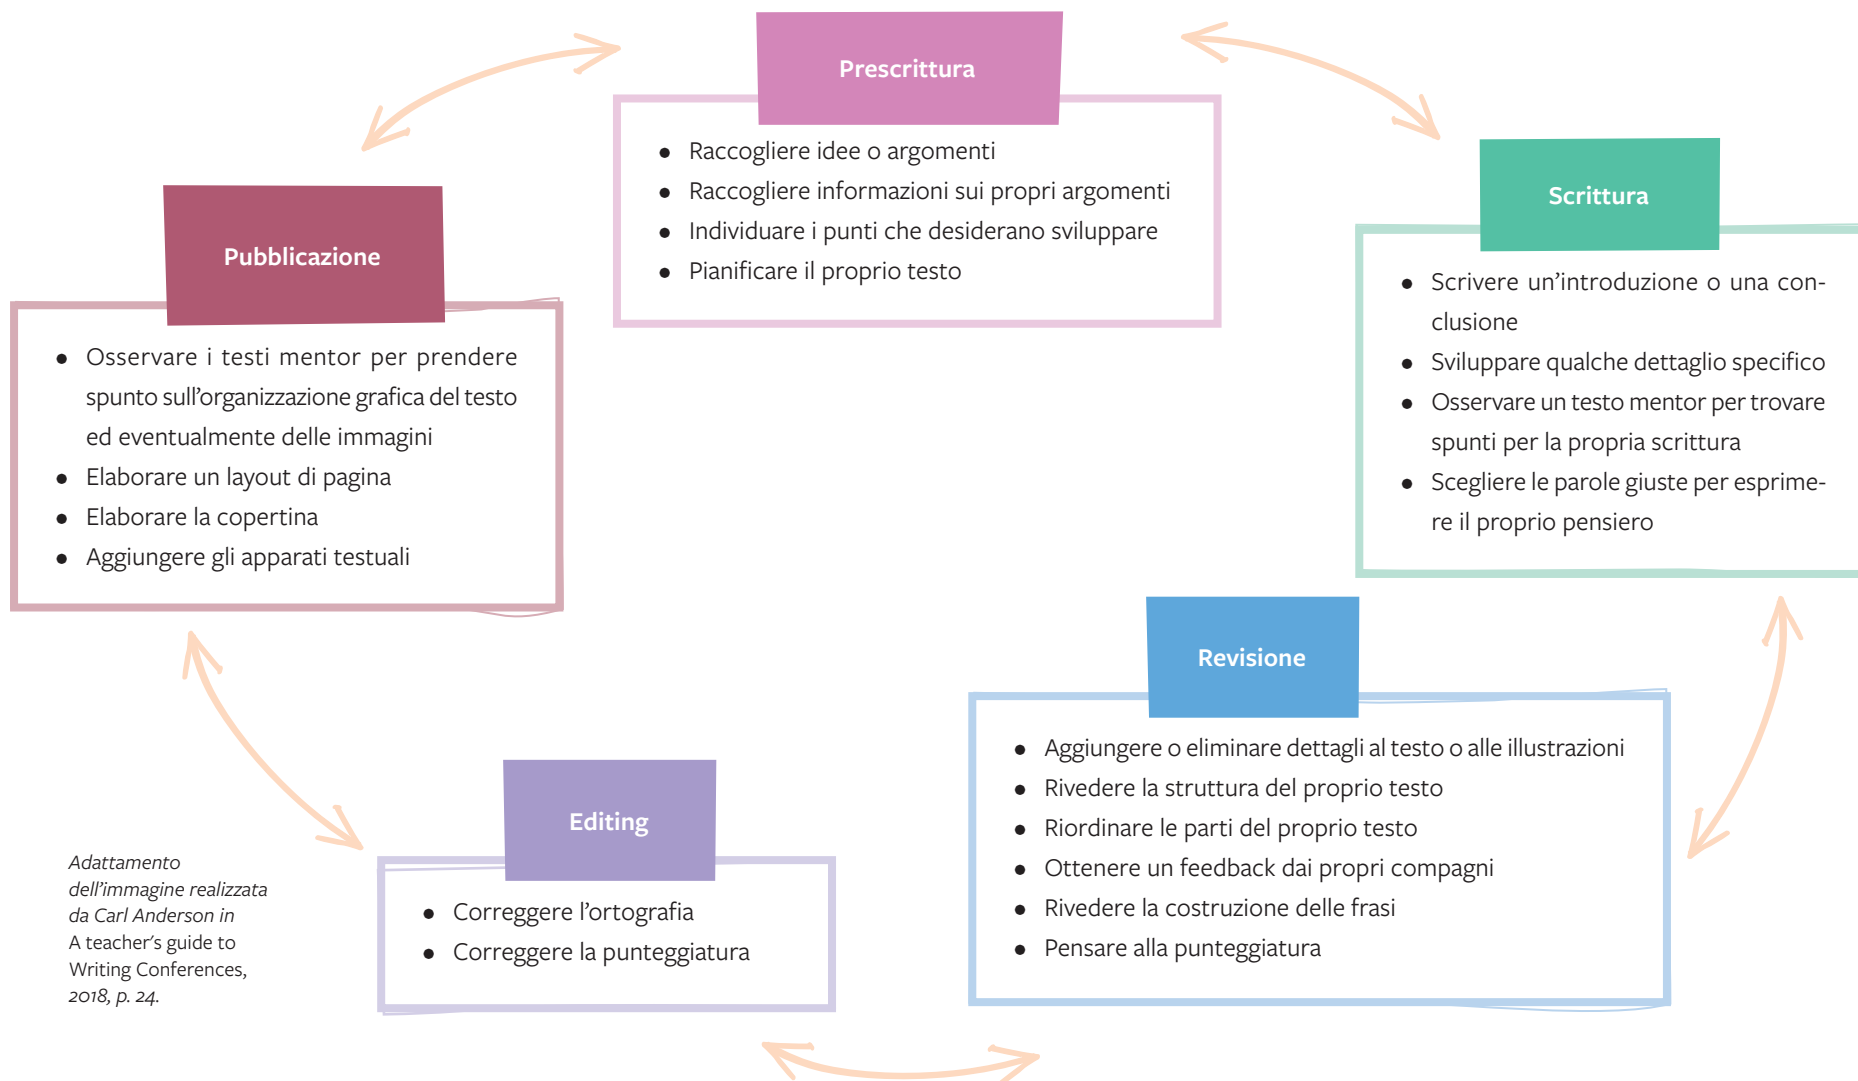 Prescrittura
• Raccogliere idee o argomenti
• Raccogliere informazioni sui propri argomenti
• Individuare i punti che desiderano sviluppare
• Pianificare il proprio testo
Scrittura
• Scrivere un’introduzione o una con-
clusione
• Sviluppare qualche dettaglio specifico
• Osservare un testo mentor per trovare
spunti per la propria scrittura
• Scegliere le parole giuste per esprime-
re il proprio pensiero
Revisione
• Aggiungere o eliminare dettagli al testo o alle illustrazioni
• Rivedere la struttura del proprio testo
• Riordinare le parti del proprio testo
• Ottenere un feedback dai propri compagni
• Rivedere la costruzione delle frasi
• Pensare alla punteggiatura
Editing
• Correggere l’ortografia
• Correggere la punteggiatura
Pubblicazione
• Osservare i testi mentor per prendere
spunto sull’organizzazione grafica del testo
ed eventualmente delle immagini
• Elaborare un layout di pagina
• Elaborare la copertina
• Aggiungere gli apparati testuali
Adattamento
dell’immagine realizzata
da Carl Anderson in
A teacher’s guide to
Writing Conferences,
2018, p. 24.